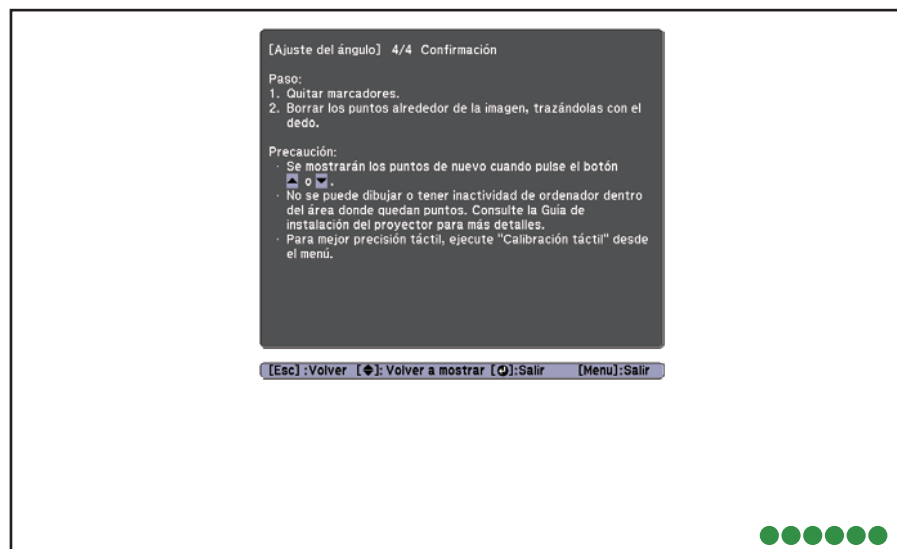 [Ajuste del ángulo] 4/4 Confirmación
Paso:
1. Quitar marcadores.
2. Borrar los puntos alrededor de la imagen, trazándolas con el
dedo.
Precaución:
· Se mostrarán los puntos de nuevo cuando pulse el botón
▲ o ▼.
· No se puede dibujar o tener inactividad de ordenador dentro
del área donde quedan puntos. Consulte la Guía de
instalación del proyector para más detalles.
· Para mejor precisión táctil, ejecute "Calibración táctil" desde
el menú.
[Esc] :Volver [◆]: Volver a mostrar [⏎]:Salir [Menu]:Salir